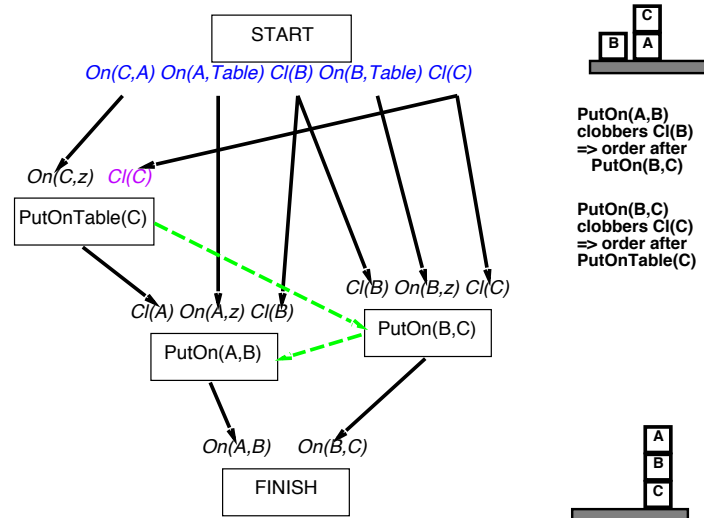 START
On(C,A) On(A,Table) Cl(B) On(B,Table) Cl(C)
On(C,z) Cl(C)
PutOnTable(C)
Cl(B) On(B,z) Cl(C)
PutOn(B,C)
Cl(A) On(A,z) Cl(B)
PutOn(A,B)
On(A,B) On(B,C)
FINISH
C
B A
PutOn(A,B)
clobbers Cl(B)
=> order after
PutOn(B,C)
PutOn(B,C)
clobbers Cl(C)
=> order after
PutOnTable(C)
A
B
C